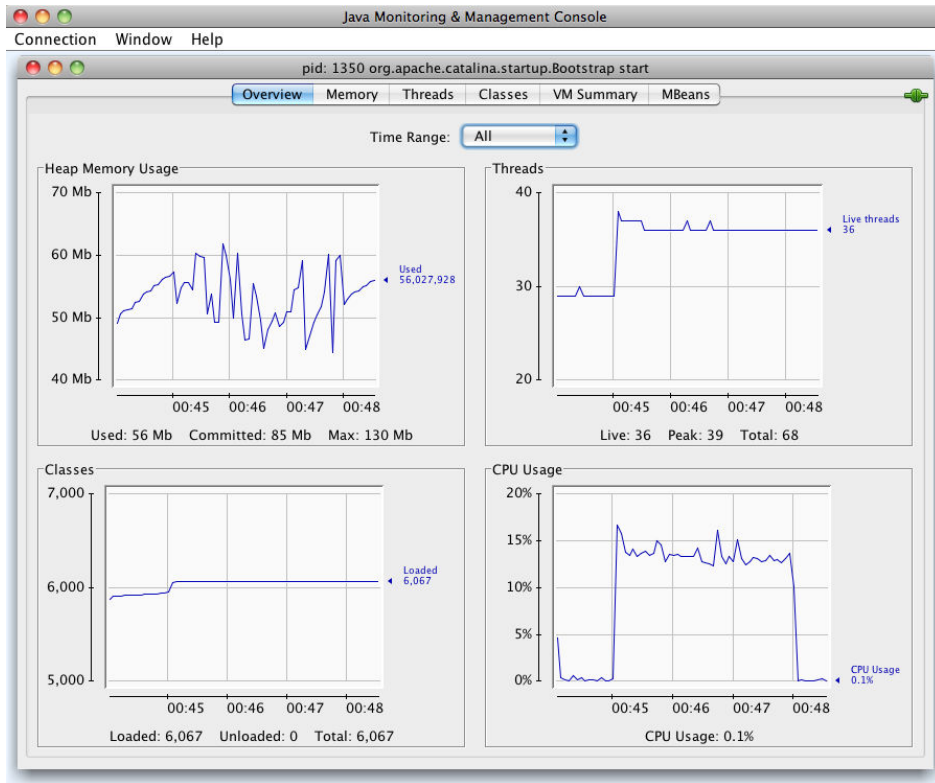 Java Monitoring & Management Console
Connection Window Help
pid: 1350 org.apache.catalina.startup.Bootstrap start
Overview Memory Threads Classes VM Summary MBeans
Time Range: All
Heap Memory Usage
70 Mb
60 Mb
50 Mb
40 Mb
Used
56,027,928
00:45 00:46 00:47 00:48
Used: 56 Mb Committed: 85 Mb Max: 130 Mb
Threads
40
30
20
Live threads
36
00:45 00:46 00:47 00:48
Live: 36 Peak: 39 Total: 68
Classes
7,000
6,000
5,000
Loaded
6,067
00:45 00:46 00:47 00:48
Loaded: 6,067 Unloaded: 0 Total: 6,067
CPU Usage
20%
15%
10%
5%
0%
CPU Usage
0.1%
00:45 00:46 00:47 00:48
CPU Usage: 0.1%